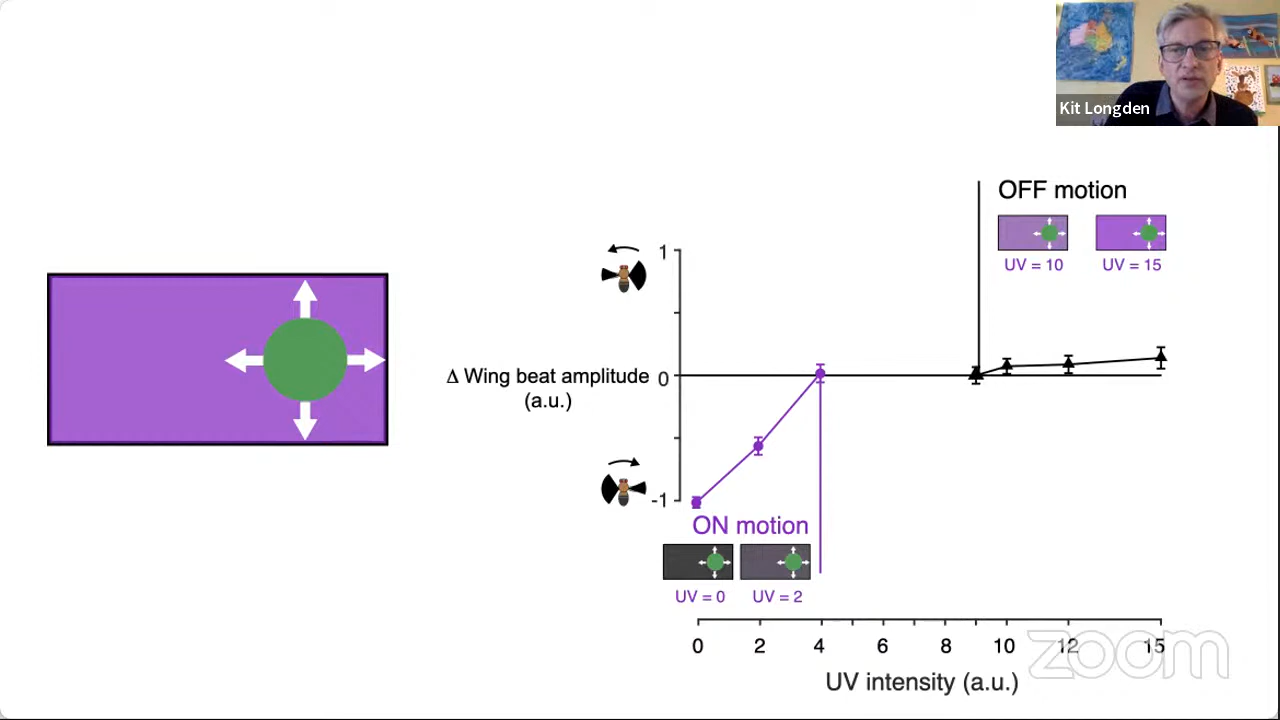 Kit Longden
OFF motion
UV = 10
UV = 15
1
Δ Wing beat amplitude
(a.u.)
0
-1
ON motion
UV = 0
UV = 2
0
2
4
6
8
10
12
15
UV intensity (a.u.)
zoom